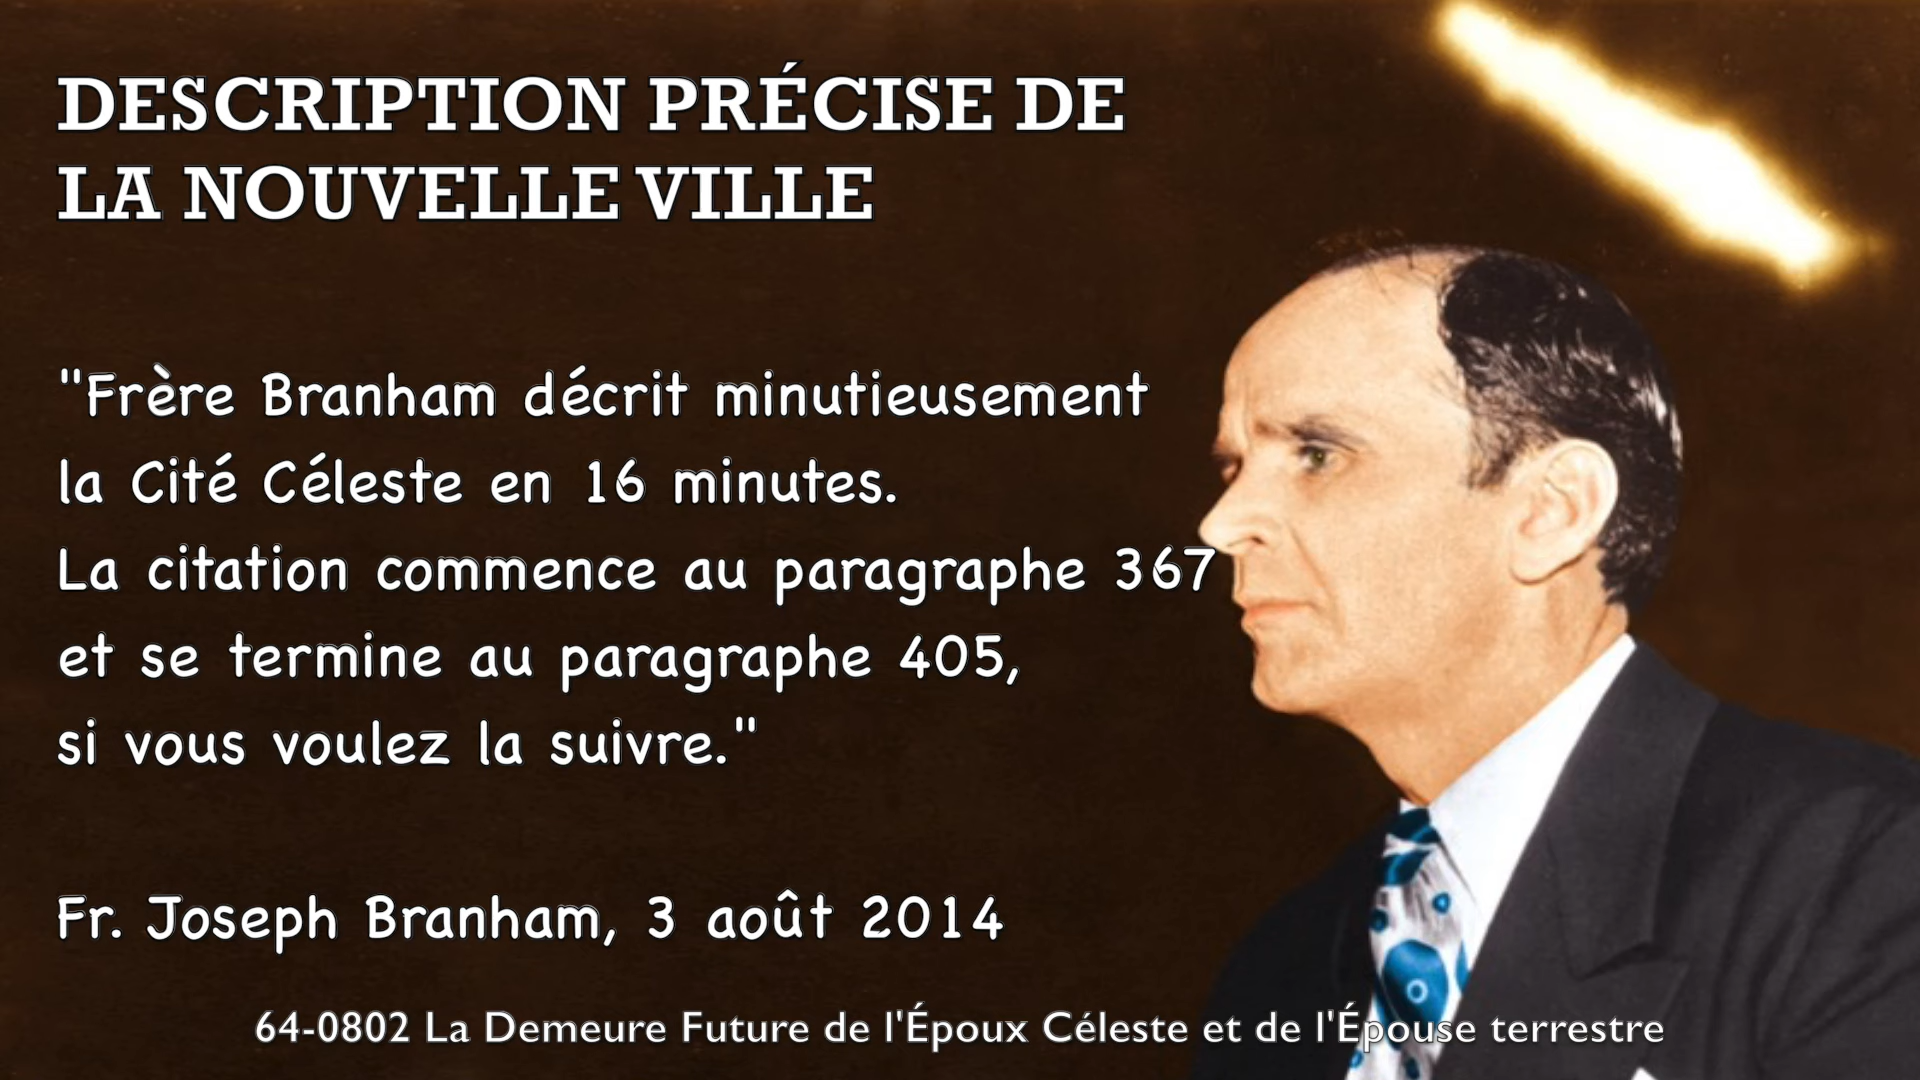 DESCRIPTION PRÉCISE DE
LA NOUVELLE VILLE
"Frère Branham décrit minutieusement
la Cité Céleste en 16 minutes.
La citation commence au paragraphe 367
et se termine au paragraphe 405,
si vous voulez la suivre."
Fr. Joseph Branham, 3 août 2014
64-0802 La Demeure Future de l'Époux Céleste et de l'Épouse terrestre